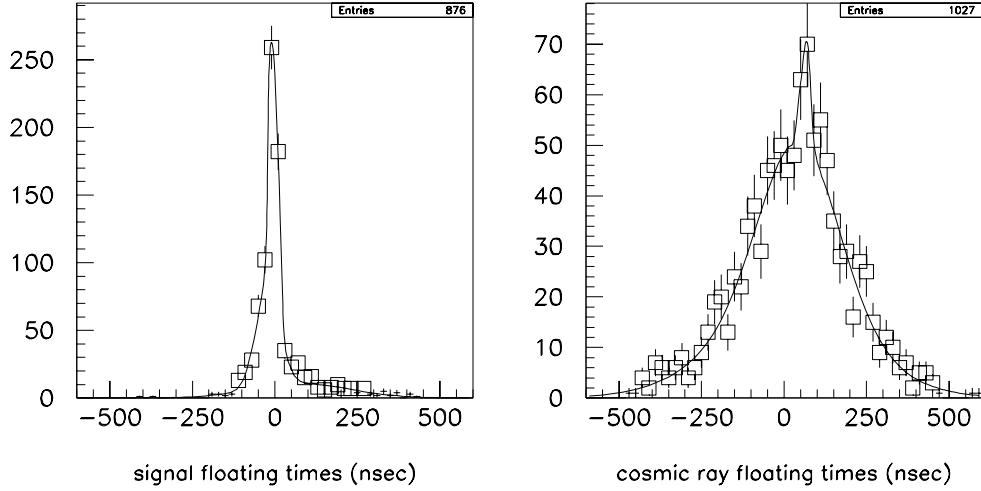 Entries 876
250
200
150
100
50
0
−500 −250 0 250 500
signal floating times (nsec)
Entries 1027
70
60
50
40
30
20
10
0
−500 −250 0 250 500
cosmic ray floating times (nsec)